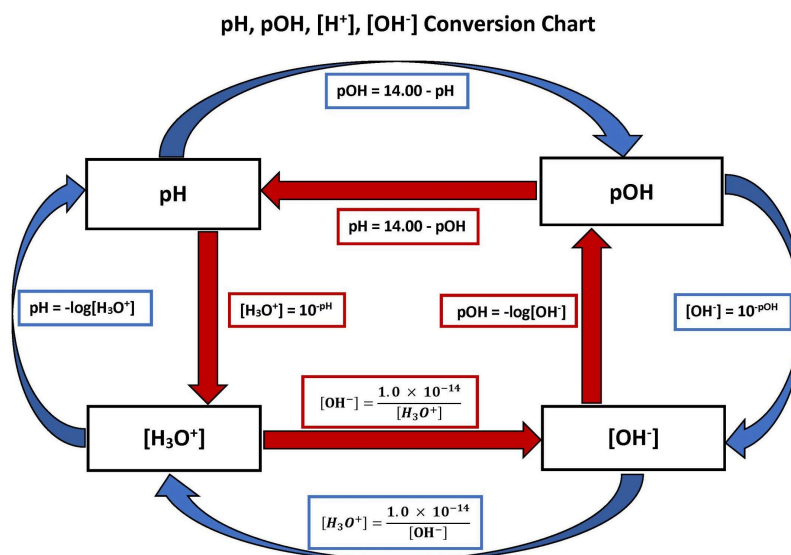 pH, pOH, [H⁺], [OH⁻] Conversion Chart
pOH = 14.00 - pH
pH
pOH
pH = 14.00 - pOH
pH = -log[H₃O⁺]
[H₃O⁺] = 10⁻ᵖᴴ
pOH = -log[OH⁻]
[OH⁻] = 10⁻ᵖᴼᴴ
[OH⁻] = 1.0 × 10⁻¹⁴ / [H₃O⁺]
[H₃O⁺]
[OH⁻]
[H₃O⁺] = 1.0 × 10⁻¹⁴ / [OH⁻]